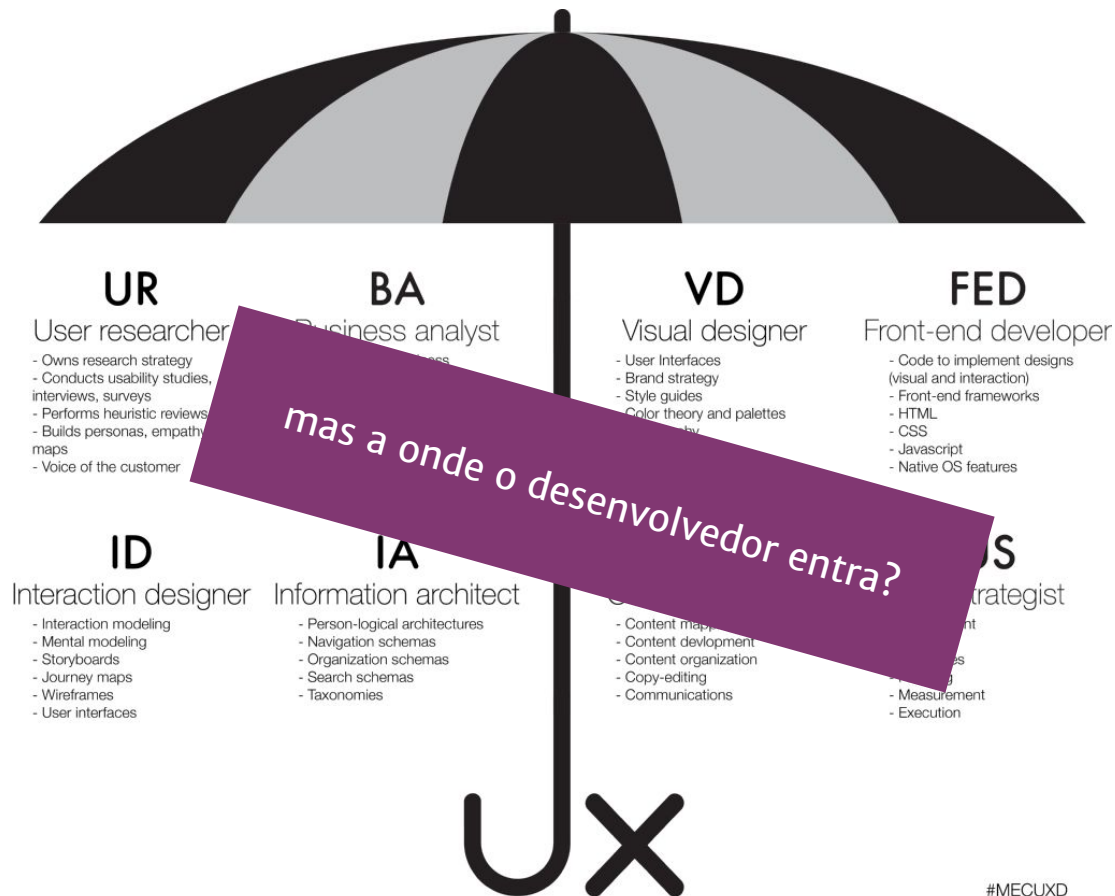 UR
User researcher
- Owns research strategy
- Conducts usability studies,
interviews, surveys
- Performs heuristic reviews
- Builds personas, empathy
maps
- Voice of the customer
BA
Business analyst
VD
Visual designer
- User Interfaces
- Brand strategy
- Style guides
- Color theory and palettes
FED
Front-end developer
- Code to implement designs
(visual and interaction)
- Front-end frameworks
- HTML
- CSS
- Javascript
- Native OS features
mas a onde o desenvolvedor entra?
ID
Interaction designer
- Interaction modeling
- Mental modeling
- Storyboards
- Journey maps
- Wireframes
- User interfaces
IA
Information architect
- Person-logical architectures
- Navigation schemas
- Organization schemas
- Search schemas
- Taxonomies
- Content
- Content devlopment
- Content organization
- Copy-editing
- Communications
- Measurement
- Execution
UX
#MECUXD